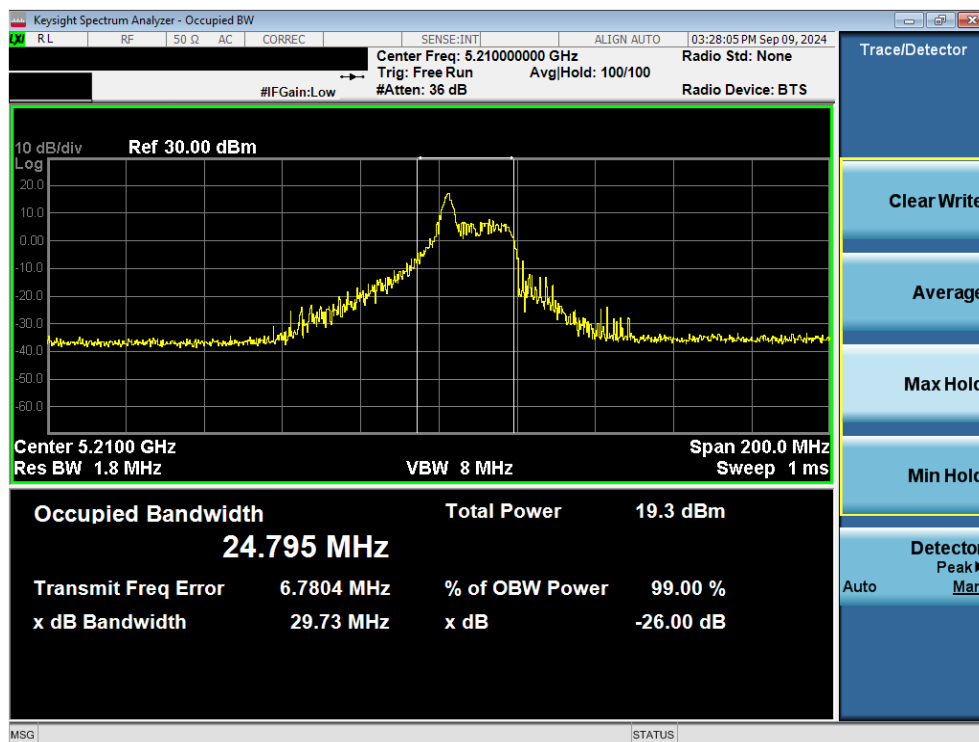 Keysight Spectrum Analyzer - Occupied BW
LXI RL RF 50 Ω AC CORREC SENSE:INT ALIGN AUTO 03:28:05 PM Sep 09, 2024
Center Freq: 5.210000000 GHz Radio Std: None
Trig: Free Run Avg|Hold: 100/100
#IFGain:Low #Atten: 36 dB Radio Device: BTS
Trace/Detector
10 dB/div Ref 30.00 dBm
Log
20.0
10.0
0.00
-10.0
-20.0
-30.0
-40.0
-50.0
-60.0
Center 5.2100 GHz Span 200.0 MHz
Res BW 1.8 MHz VBW 8 MHz Sweep 1 ms
Occupied Bandwidth Total Power 19.3 dBm
24.795 MHz
Transmit Freq Error 6.7804 MHz % of OBW Power 99.00 %
x dB Bandwidth 29.73 MHz x dB -26.00 dB
Clear Write
Average
Max Hold
Min Hold
Detector
Peak
Auto Man
MSG STATUS